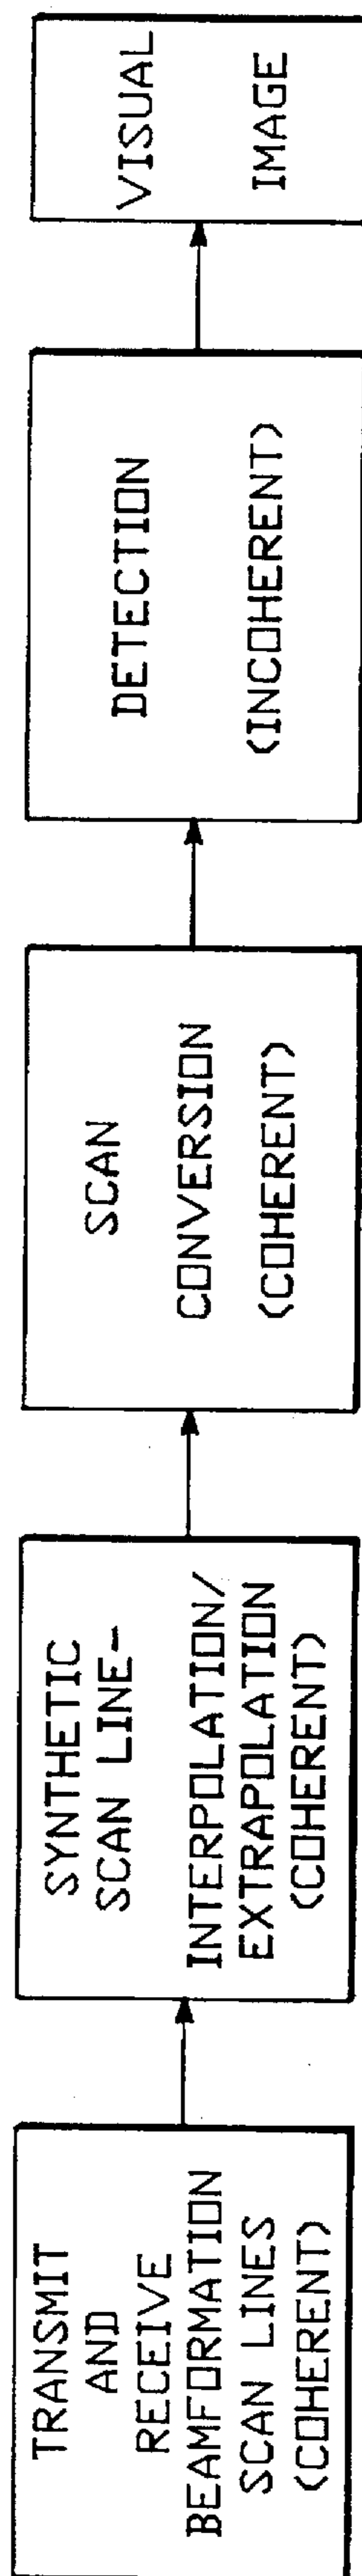 TRANSMIT
AND
RECEIVE
BEAMFORMATION
SCAN LINES
(COHERENT)
SYNTHETIC
SCAN LINE-
INTERPOLATION/
EXTRAPOLATION
(COHERENT)
SCAN
CONVERSION
(COHERENT)
DETECTION
(INCOHERENT)
VISUAL
IMAGE